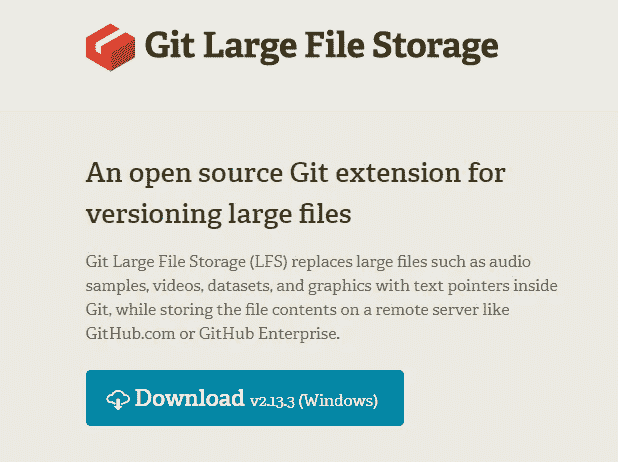 Git Large File Storage
An open source Git extension for
versioning large files
Git Large File Storage (LFS) replaces large files such as audio
samples, videos, datasets, and graphics with text pointers inside
Git, while storing the file contents on a remote server like
GitHub.com or GitHub Enterprise.
Download v2.13.3 (Windows)